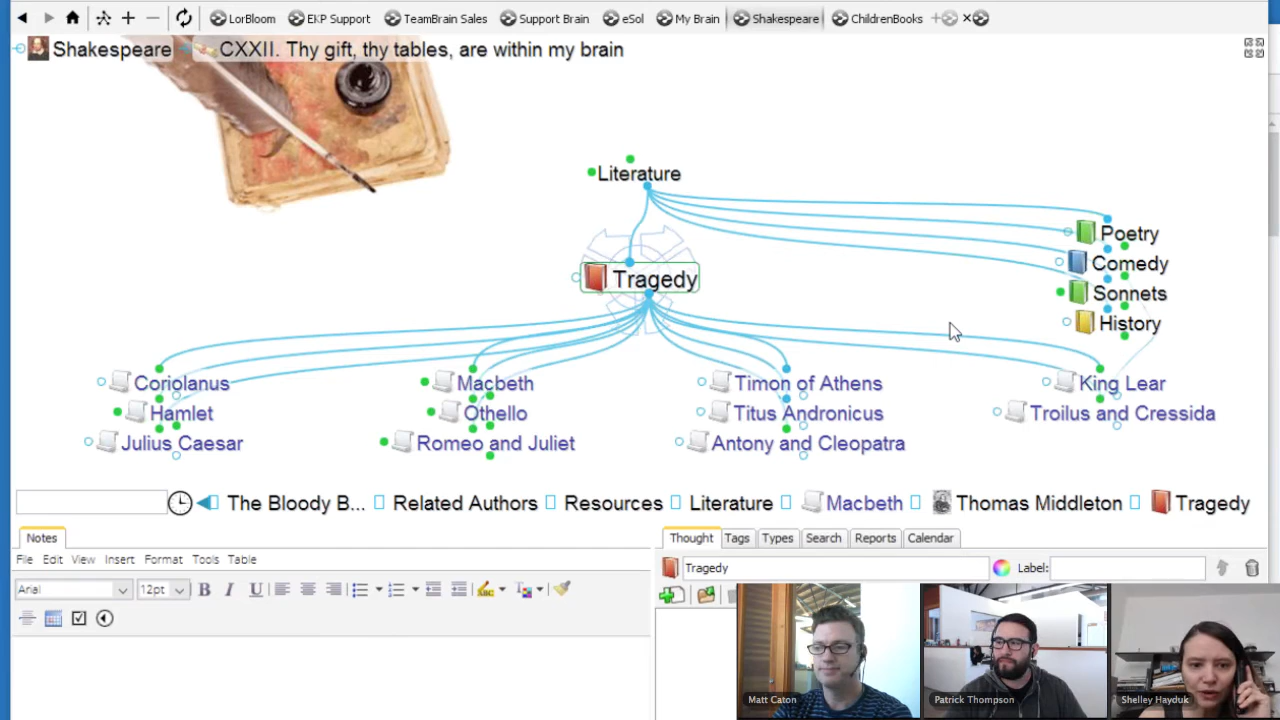 LorBloom EKP Support TeamBrain Sales Support Brain eSol My Brain Shakespeare ChildrenBooks
Shakespeare CXXII. Thy gift, thy tables, are within my brain
Literature
Poetry
Comedy
Tragedy
Sonnets
History
Coriolanus Macbeth Timon of Athens King Lear
Hamlet Othello Titus Andronicus Troilus and Cressida
Julius Caesar Romeo and Juliet Antony and Cleopatra
The Bloody B... Related Authors Resources Literature Macbeth Thomas Middleton Tragedy
Notes Thought Tags Types Search Reports Calendar
File Edit View Insert Format Tools Table
Tragedy Label:
Arial 12pt B I U
Matt Caton Patrick Thompson Shelley Hayduk